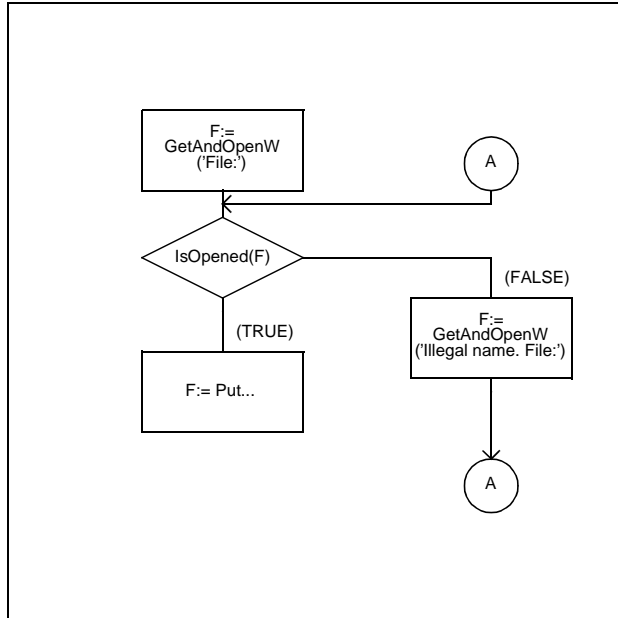 F:=
GetAndOpenW
('File:')
A
IsOpened(F)
(FALSE)
F:=
GetAndOpenW
('Illegal name. File:')
(TRUE)
F:= Put...
A